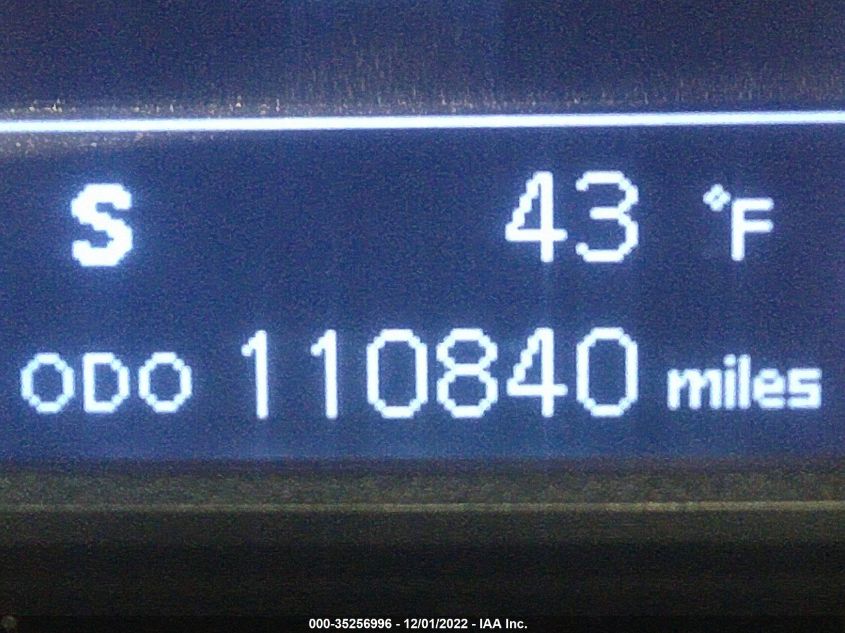 S 43 °F
ODO 110840 miles
000-35256996 - 12/01/2022 - IAA Inc.